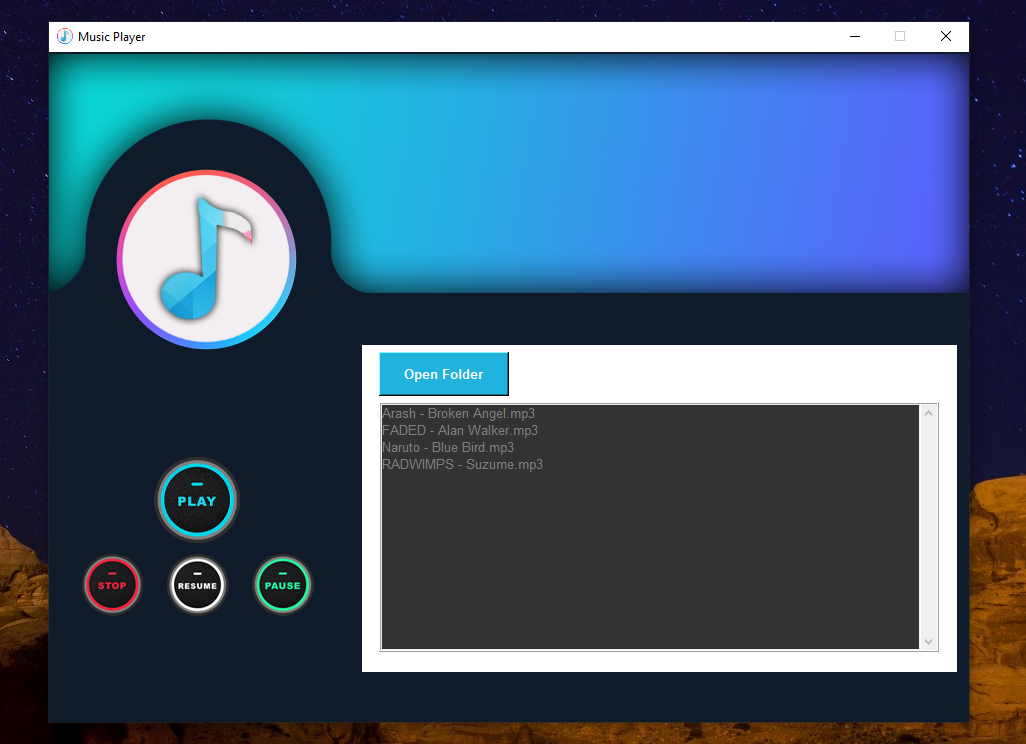 Music Player
Open Folder
Arash - Broken Angel.mp3
FADED - Alan Walker.mp3
Naruto - Blue Bird.mp3
RADWIMPS - Suzume.mp3
PLAY
STOP
RESUME
PAUSE